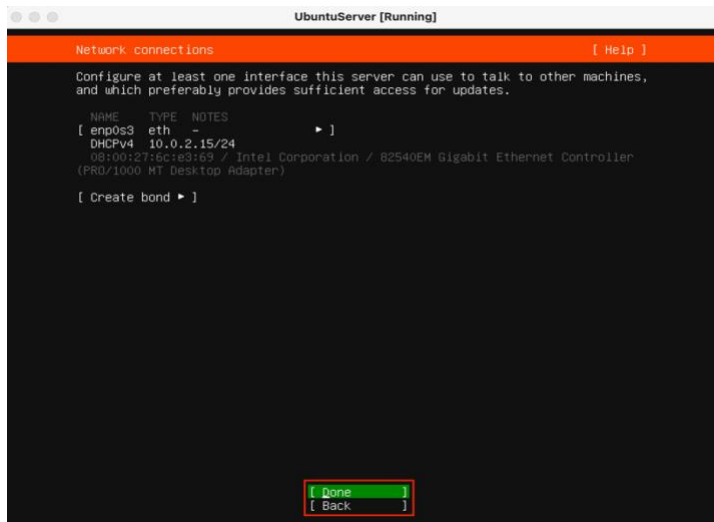 UbuntuServer [Running]
Network connections [ Help ]
Configure at least one interface this server can use to talk to other machines,
and which preferably provides sufficient access for updates.
NAME TYPE NOTES
[ enp0s3 eth – ▸ ]
DHCPv4 10.0.2.15/24
08:00:27:6c:e3:69 / Intel Corporation / 82540EM Gigabit Ethernet Controller
(PRO/1000 MT Desktop Adapter)
[ Create bond ▸ ]
[ Done ]
[ Back ]